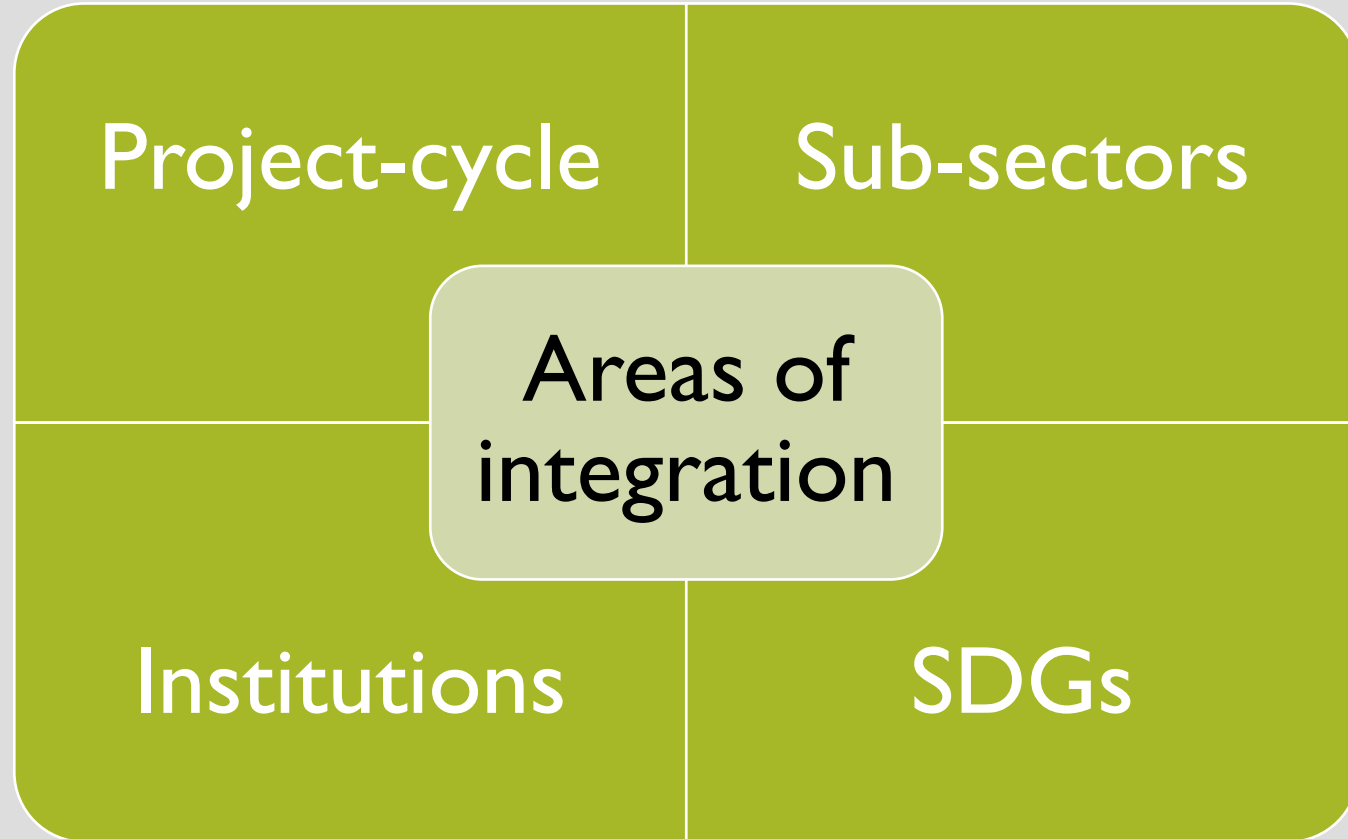 Project-cycle
Sub-sectors
Areas of
integration
Institutions
SDGs